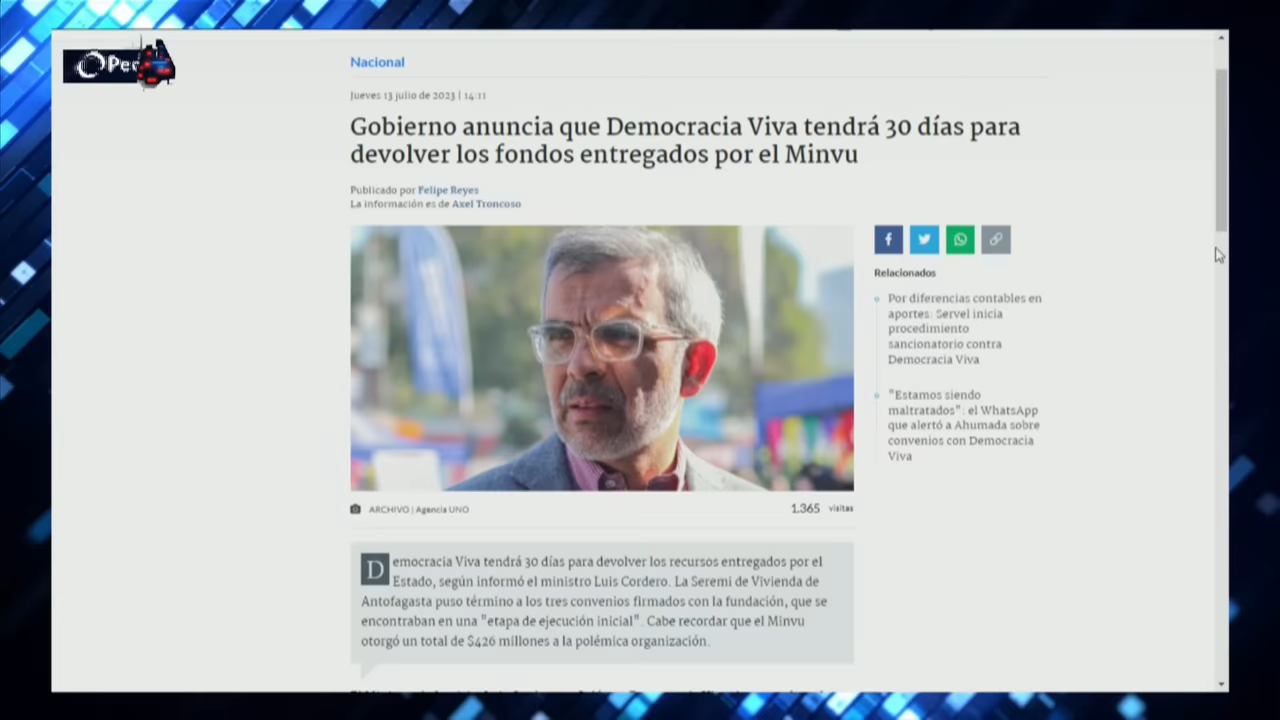 Nacional
Jueves 13 julio de 2023 | 14:11
Gobierno anuncia que Democracia Viva tendrá 30 días para
devolver los fondos entregados por el Minvu
Publicado por Felipe Reyes
La información es de Axel Troncoso
ARCHIVO | Agencia UNO
1.365 visitas
Relacionados
Por diferencias contables en
aportes: Servel inicia
procedimiento
sancionatorio contra
Democracia Viva
"Estamos siendo
maltratados": el WhatsApp
que alertó a Ahumada sobre
convenios con Democracia
Viva
Democracia Viva tendrá 30 días para devolver los recursos entregados por el
Estado, según informó el ministro Luis Cordero. La Seremi de Vivienda de
Antofagasta puso término a los tres convenios firmados con la fundación, que se
encontraban en una "etapa de ejecución inicial". Cabe recordar que el Minvu
otorgó un total de $426 millones a la polémica organización.